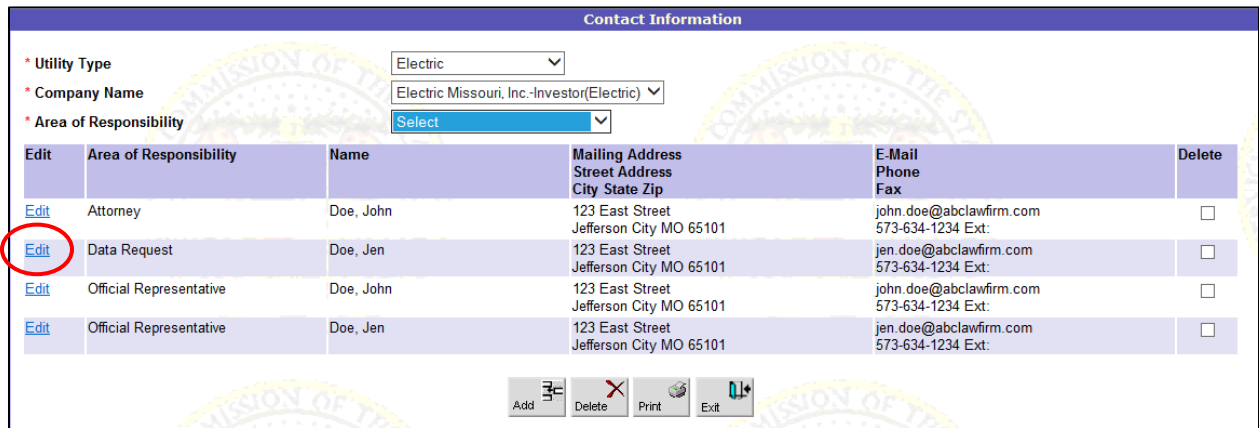 Contact Information
* Utility Type Electric
* Company Name Electric Missouri, Inc.-Investor(Electric)
* Area of Responsibility Select
Edit Area of Responsibility Name Mailing Address E-Mail Delete
Street Address Phone
City State Zip Fax
Edit Attorney Doe, John 123 East Street john.doe@abclawfirm.com
Jefferson City MO 65101 573-634-1234 Ext:
Edit Data Request Doe, Jen 123 East Street jen.doe@abclawfirm.com
Jefferson City MO 65101 573-634-1234 Ext:
Edit Official Representative Doe, John 123 East Street john.doe@abclawfirm.com
Jefferson City MO 65101 573-634-1234 Ext:
Edit Official Representative Doe, Jen 123 East Street jen.doe@abclawfirm.com
Jefferson City MO 65101 573-634-1234 Ext:
Add Delete Print Exit